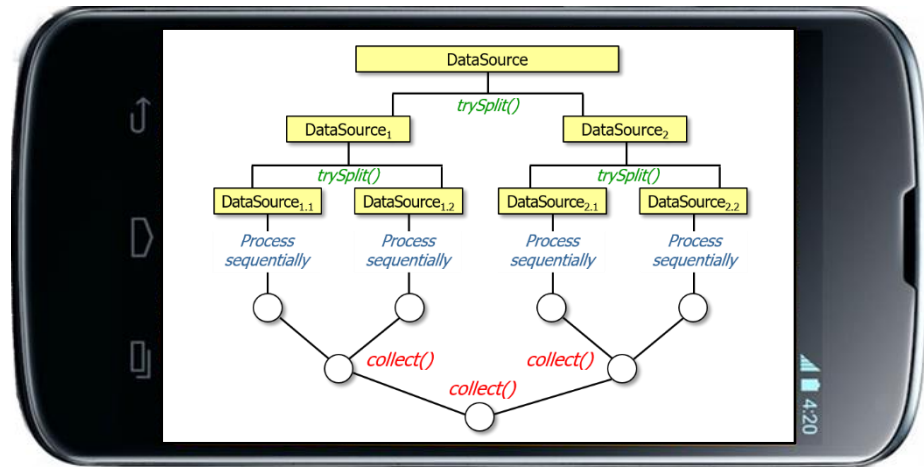 DataSource
trySplit()
DataSource1 DataSource2
trySplit() trySplit()
DataSource1.1 DataSource1.2 DataSource2.1 DataSource2.2
Process Process Process Process
sequentially sequentially sequentially sequentially
collect() collect()
collect()
4:20